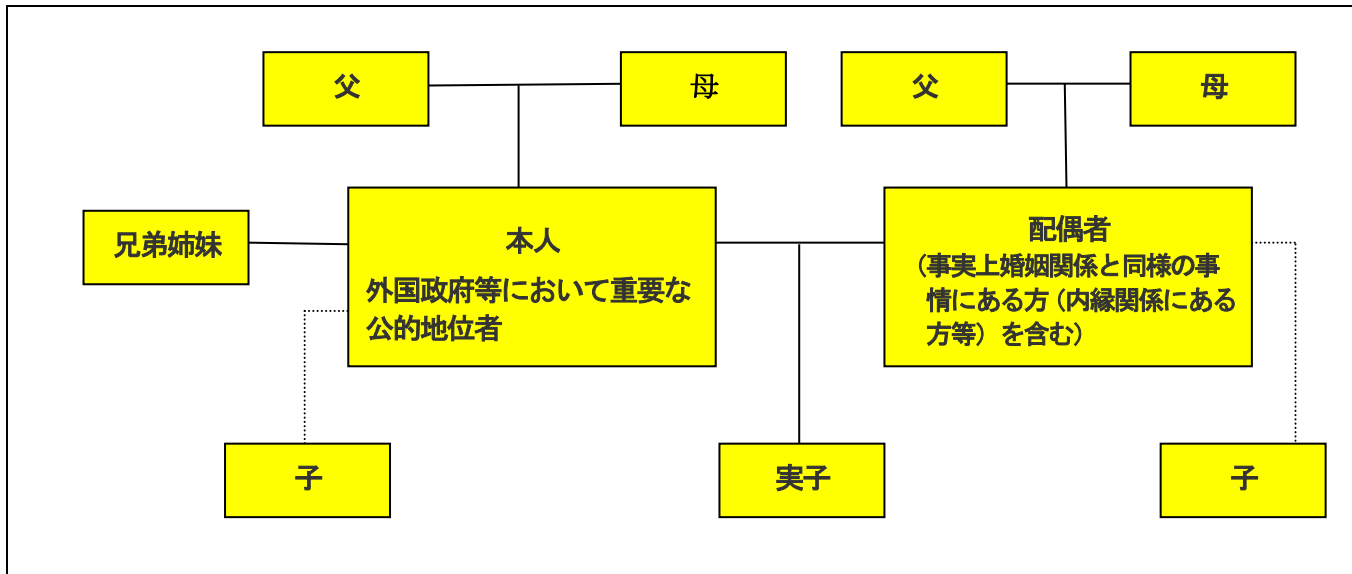 父
母
父
母
兄弟姉妹
本人
外国政府等において重要な
公的地位者
配偶者
（事実上婚姻関係と同様の事
情にある方（内縁関係にある
方等）を含む）
子
実子
子